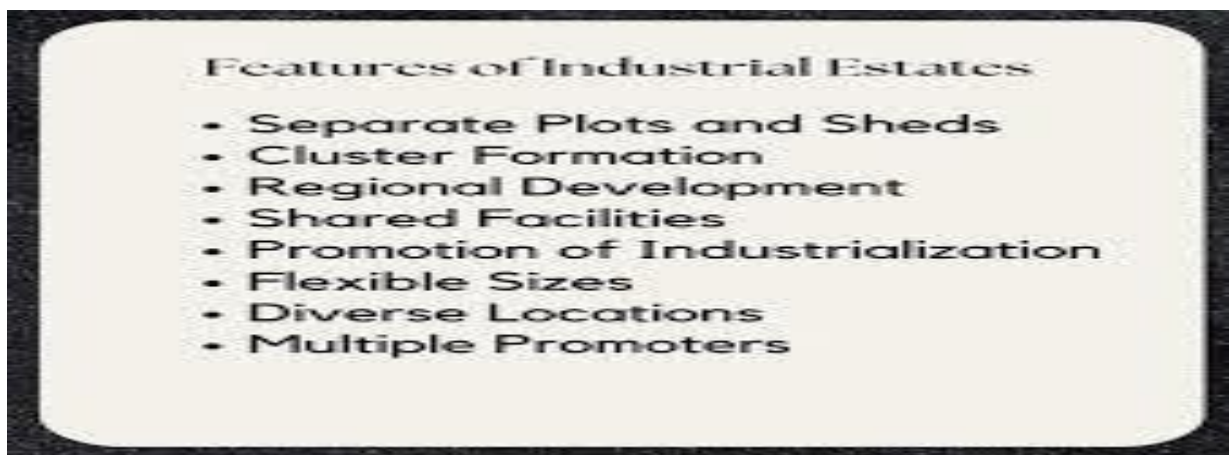 Features of Industrial Estates
• Separate Plots and Sheds
• Cluster Formation
• Regional Development
• Shared Facilities
• Promotion of Industrialization
• Flexible Sizes
• Diverse Locations
• Multiple Promoters